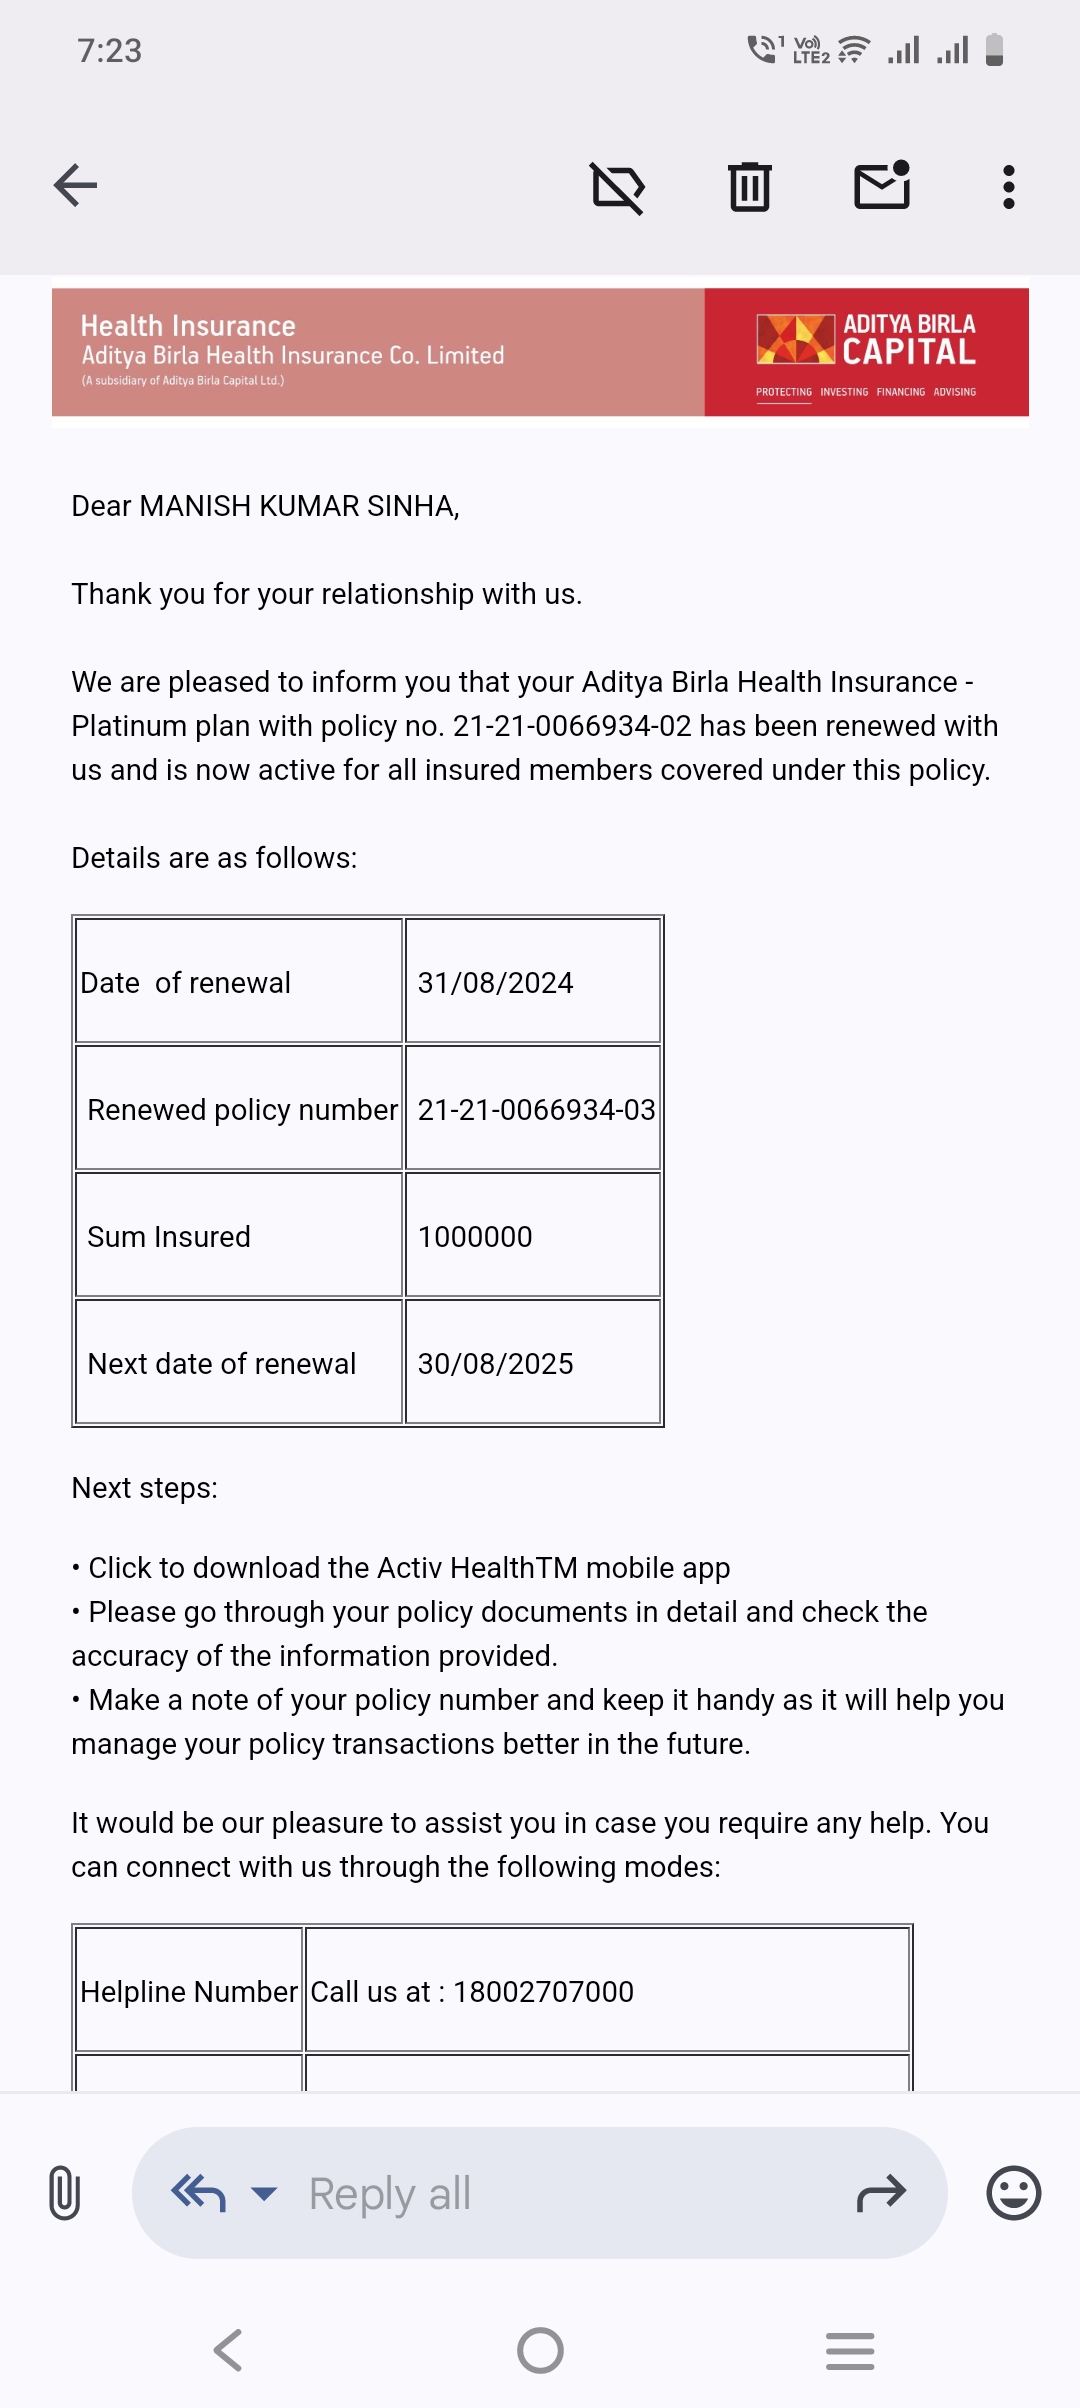 7:23
1 Vo) LTE2
Health Insurance
Aditya Birla Health Insurance Co. Limited
(A subsidiary of Aditya Birla Capital Ltd.)
ADITYA BIRLA
CAPITAL
PROTECTING INVESTING FINANCING ADVISING
Dear MANISH KUMAR SINHA,
Thank you for your relationship with us.
We are pleased to inform you that your Aditya Birla Health Insurance -
Platinum plan with policy no. 21-21-0066934-02 has been renewed with
us and is now active for all insured members covered under this policy.
Details are as follows:
Date of renewal 31/08/2024
Renewed policy number 21-21-0066934-03
Sum Insured 1000000
Next date of renewal 30/08/2025
Next steps:
• Click to download the Activ HealthTM mobile app
• Please go through your policy documents in detail and check the
accuracy of the information provided.
• Make a note of your policy number and keep it handy as it will help you
manage your policy transactions better in the future.
It would be our pleasure to assist you in case you require any help. You
can connect with us through the following modes:
Helpline Number Call us at : 18002707000
Reply all